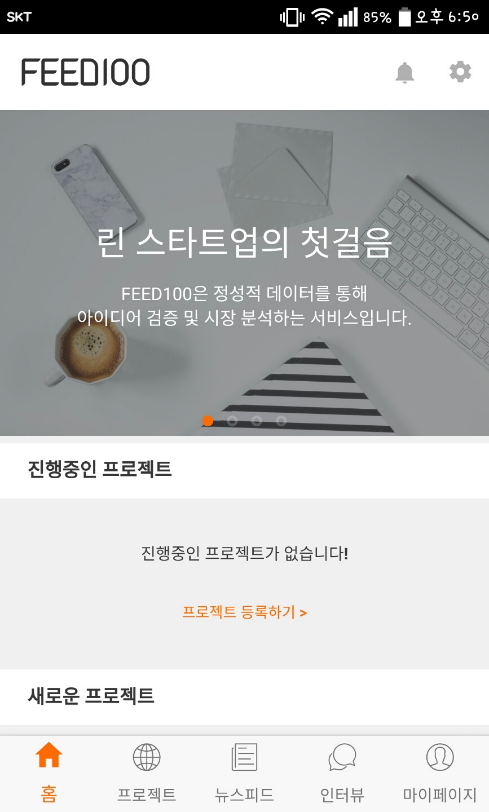 SKT 85% 오후 6:50
FEED100
린 스타트업의 첫걸음
FEED100은 정성적 데이터를 통해
아이디어 검증 및 시장 분석하는 서비스입니다.
진행중인 프로젝트
진행중인 프로젝트가 없습니다!
프로젝트 등록하기 >
새로운 프로젝트
홈 프로젝트 뉴스피드 인터뷰 마이페이지